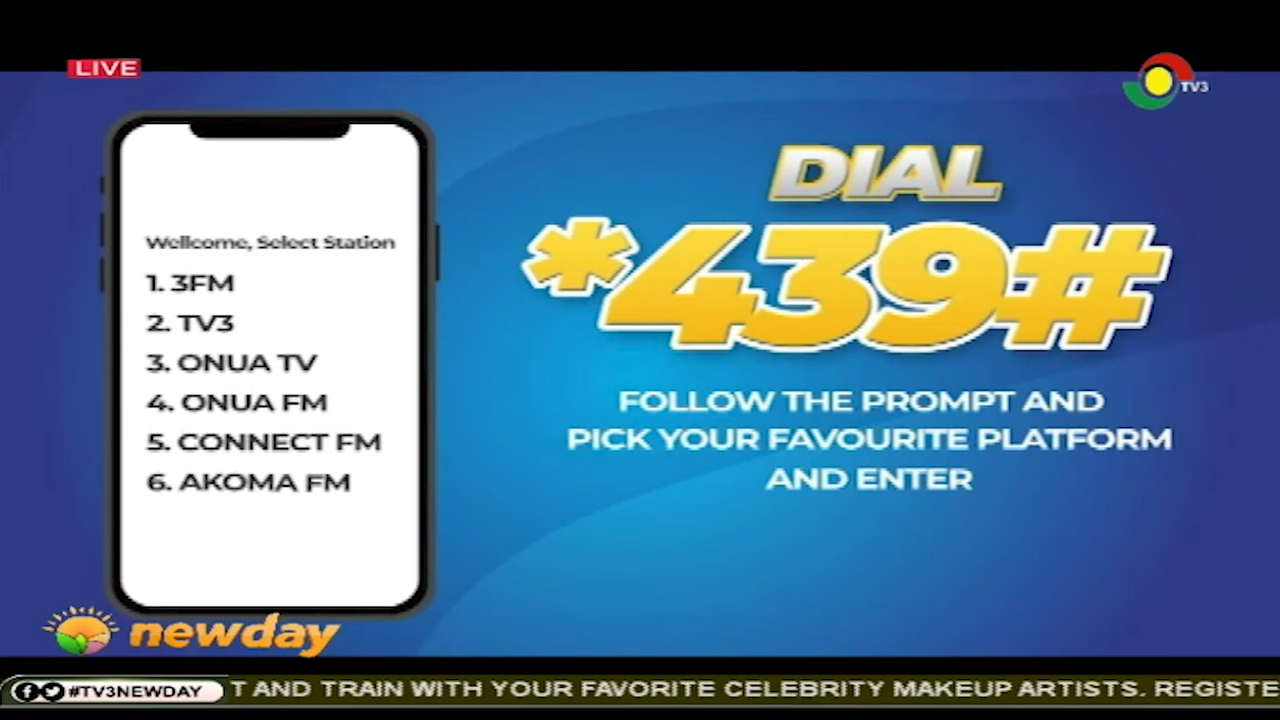 LIVE
TV3
DIAL
*439#
FOLLOW THE PROMPT AND
PICK YOUR FAVOURITE PLATFORM
AND ENTER
Wellcome, Select Station
1. 3FM
2. TV3
3. ONUA TV
4. ONUA FM
5. CONNECT FM
6. AKOMA FM
newday
#TV3NEWDAY
T AND TRAIN WITH YOUR FAVORITE CELEBRITY MAKEUP ARTISTS. REGISTE